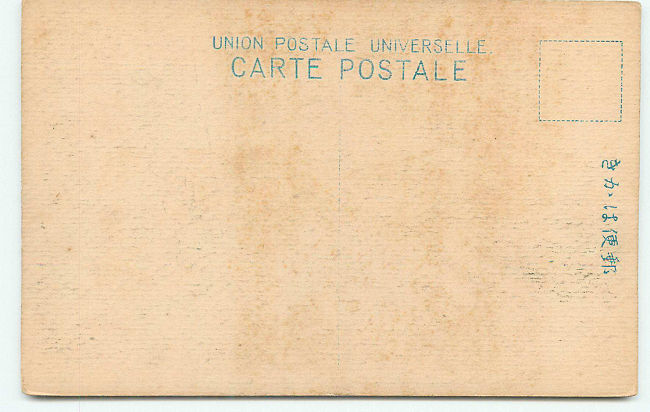 UNION POSTALE UNIVERSELLE.
CARTE POSTALE
郵便はかき